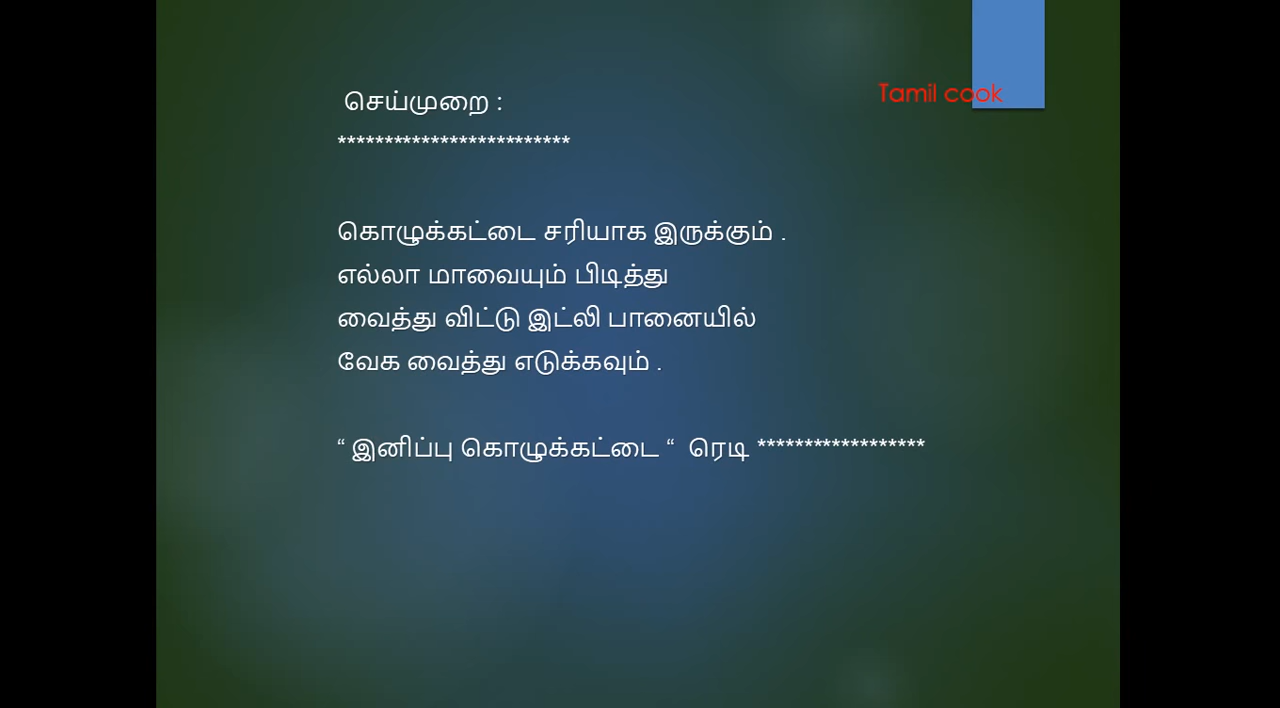 Tamil cook
செய்முறை :
*************************
கொழுக்கட்டை சரியாக இருக்கும் .
எல்லா மாவையும் பிடித்து
வைத்து விட்டு இட்லி பானையில்
வேக வைத்து எடுக்கவும் .
“ இனிப்பு கொழுக்கட்டை “  ரெடி ******************